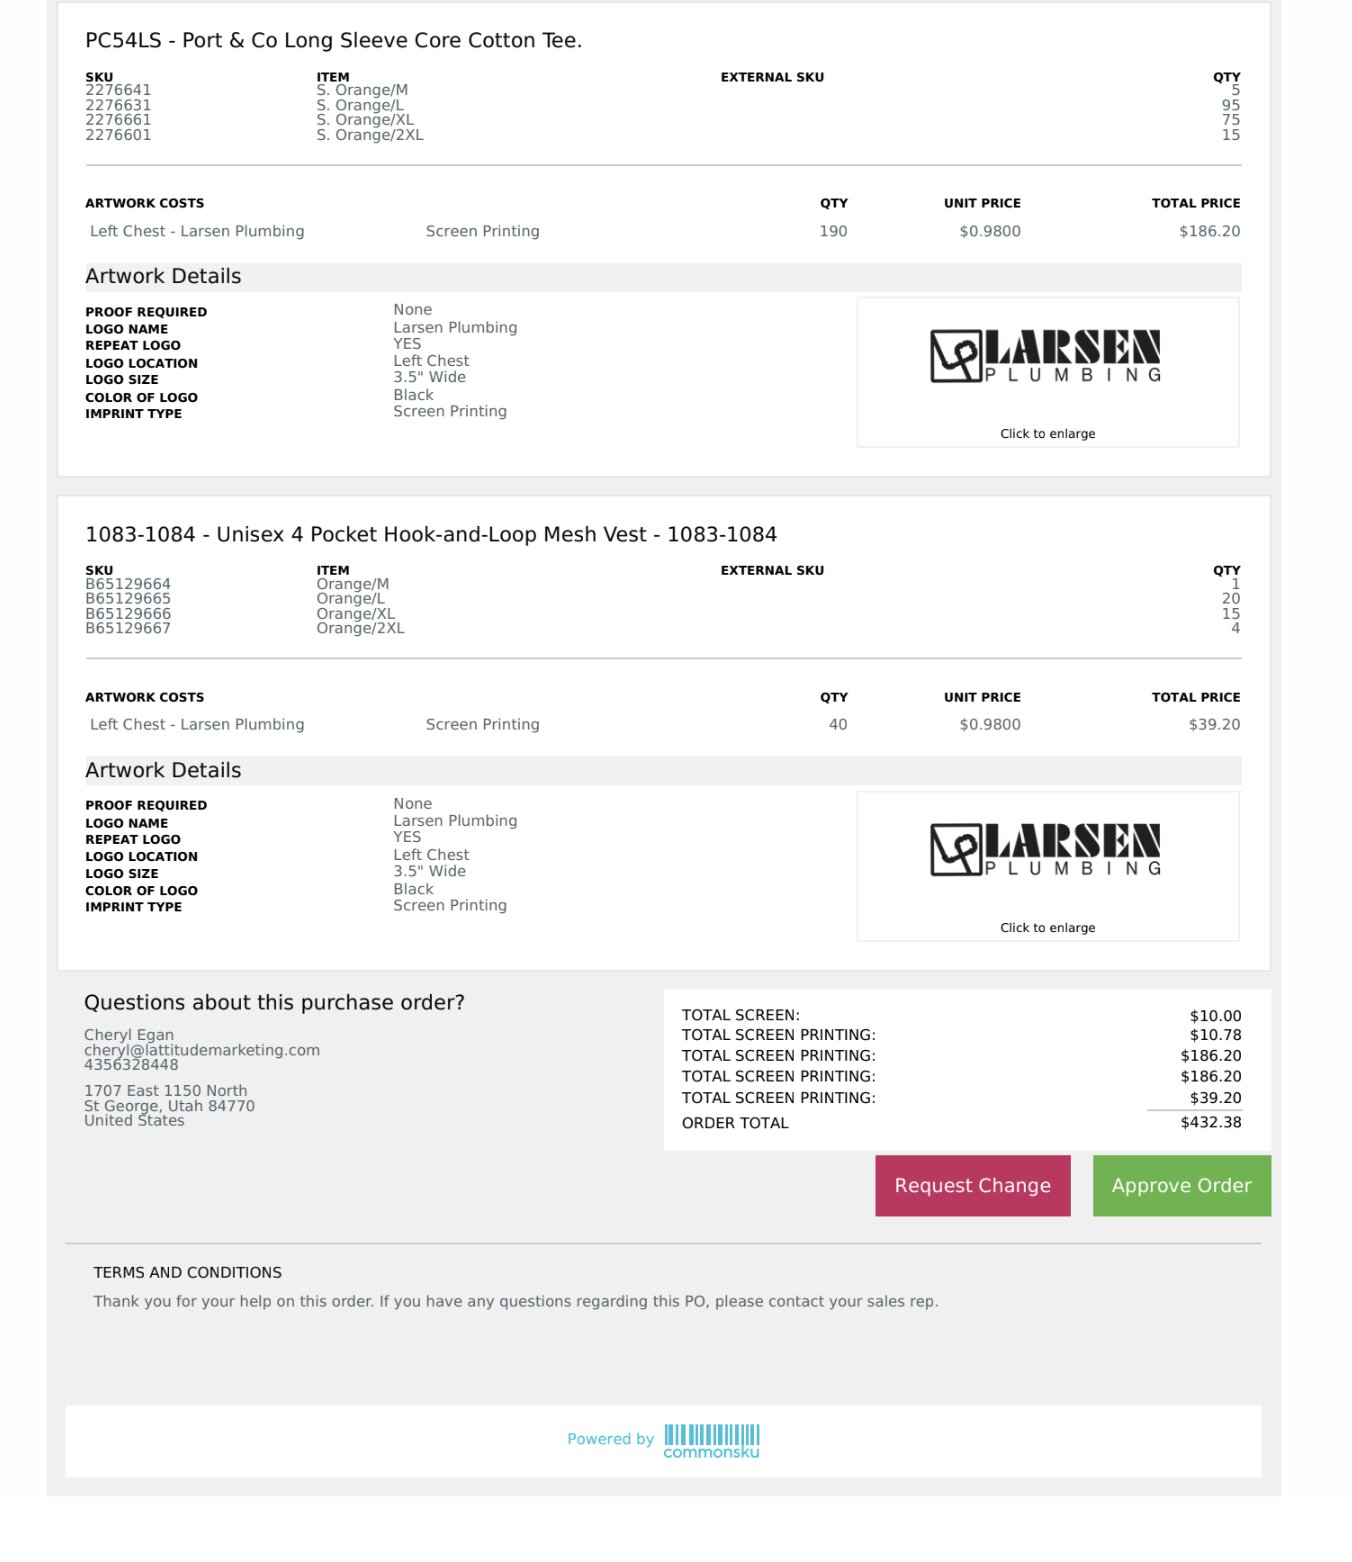 PC54LS - Port & Co Long Sleeve Core Cotton Tee.
SKU ITEM EXTERNAL SKU QTY
2276641 S. Orange/M 5
2276631 S. Orange/L 95
2276661 S. Orange/XL 75
2276601 S. Orange/2XL 15
ARTWORK COSTS QTY UNIT PRICE TOTAL PRICE
Left Chest - Larsen Plumbing Screen Printing 190 $0.9800 $186.20
Artwork Details
PROOF REQUIRED None
LOGO NAME Larsen Plumbing
REPEAT LOGO YES
LOGO LOCATION Left Chest
LOGO SIZE 3.5" Wide
COLOR OF LOGO Black
IMPRINT TYPE Screen Printing
LARSEN
PLUMBING
Click to enlarge
1083-1084 - Unisex 4 Pocket Hook-and-Loop Mesh Vest - 1083-1084
SKU ITEM EXTERNAL SKU QTY
B65129664 Orange/M 1
B65129665 Orange/L 20
B65129666 Orange/XL 15
B65129667 Orange/2XL 4
ARTWORK COSTS QTY UNIT PRICE TOTAL PRICE
Left Chest - Larsen Plumbing Screen Printing 40 $0.9800 $39.20
Artwork Details
PROOF REQUIRED None
LOGO NAME Larsen Plumbing
REPEAT LOGO YES
LOGO LOCATION Left Chest
LOGO SIZE 3.5" Wide
COLOR OF LOGO Black
IMPRINT TYPE Screen Printing
LARSEN
PLUMBING
Click to enlarge
Questions about this purchase order?
Cheryl Egan
cheryl@lattitudemarketing.com
4356328448
1707 East 1150 North
St George, Utah 84770
United States
TOTAL SCREEN: $10.00
TOTAL SCREEN PRINTING: $10.78
TOTAL SCREEN PRINTING: $186.20
TOTAL SCREEN PRINTING: $186.20
TOTAL SCREEN PRINTING: $39.20
ORDER TOTAL $432.38
Request Change Approve Order
TERMS AND CONDITIONS
Thank you for your help on this order. If you have any questions regarding this PO, please contact your sales rep.
Powered by commonsku